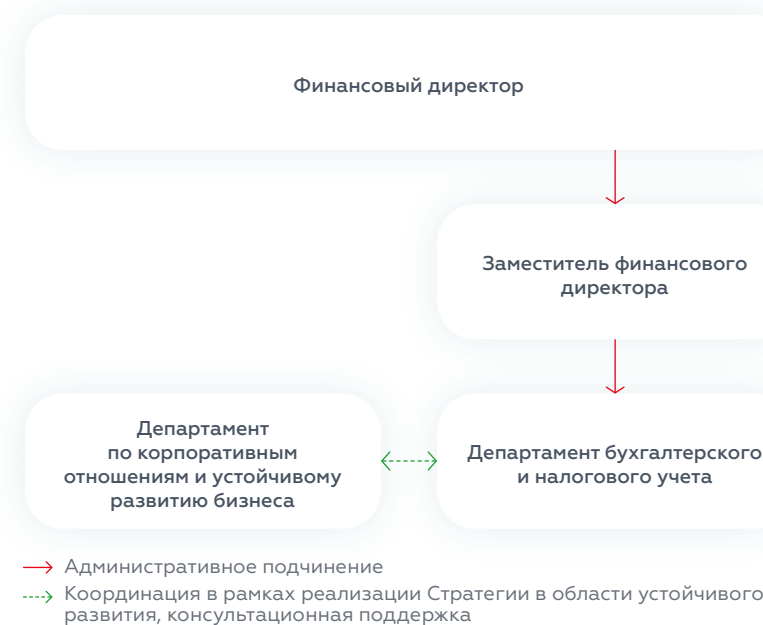 Финансовый директор
Заместитель финансового
директора
Департамент
по корпоративным
отношениям и устойчивому
развитию бизнеса
Департамент бухгалтерского
и налогового учета
Административное подчинение
Координация в рамках реализации Стратегии в области устойчивого
развития, консультационная поддержка